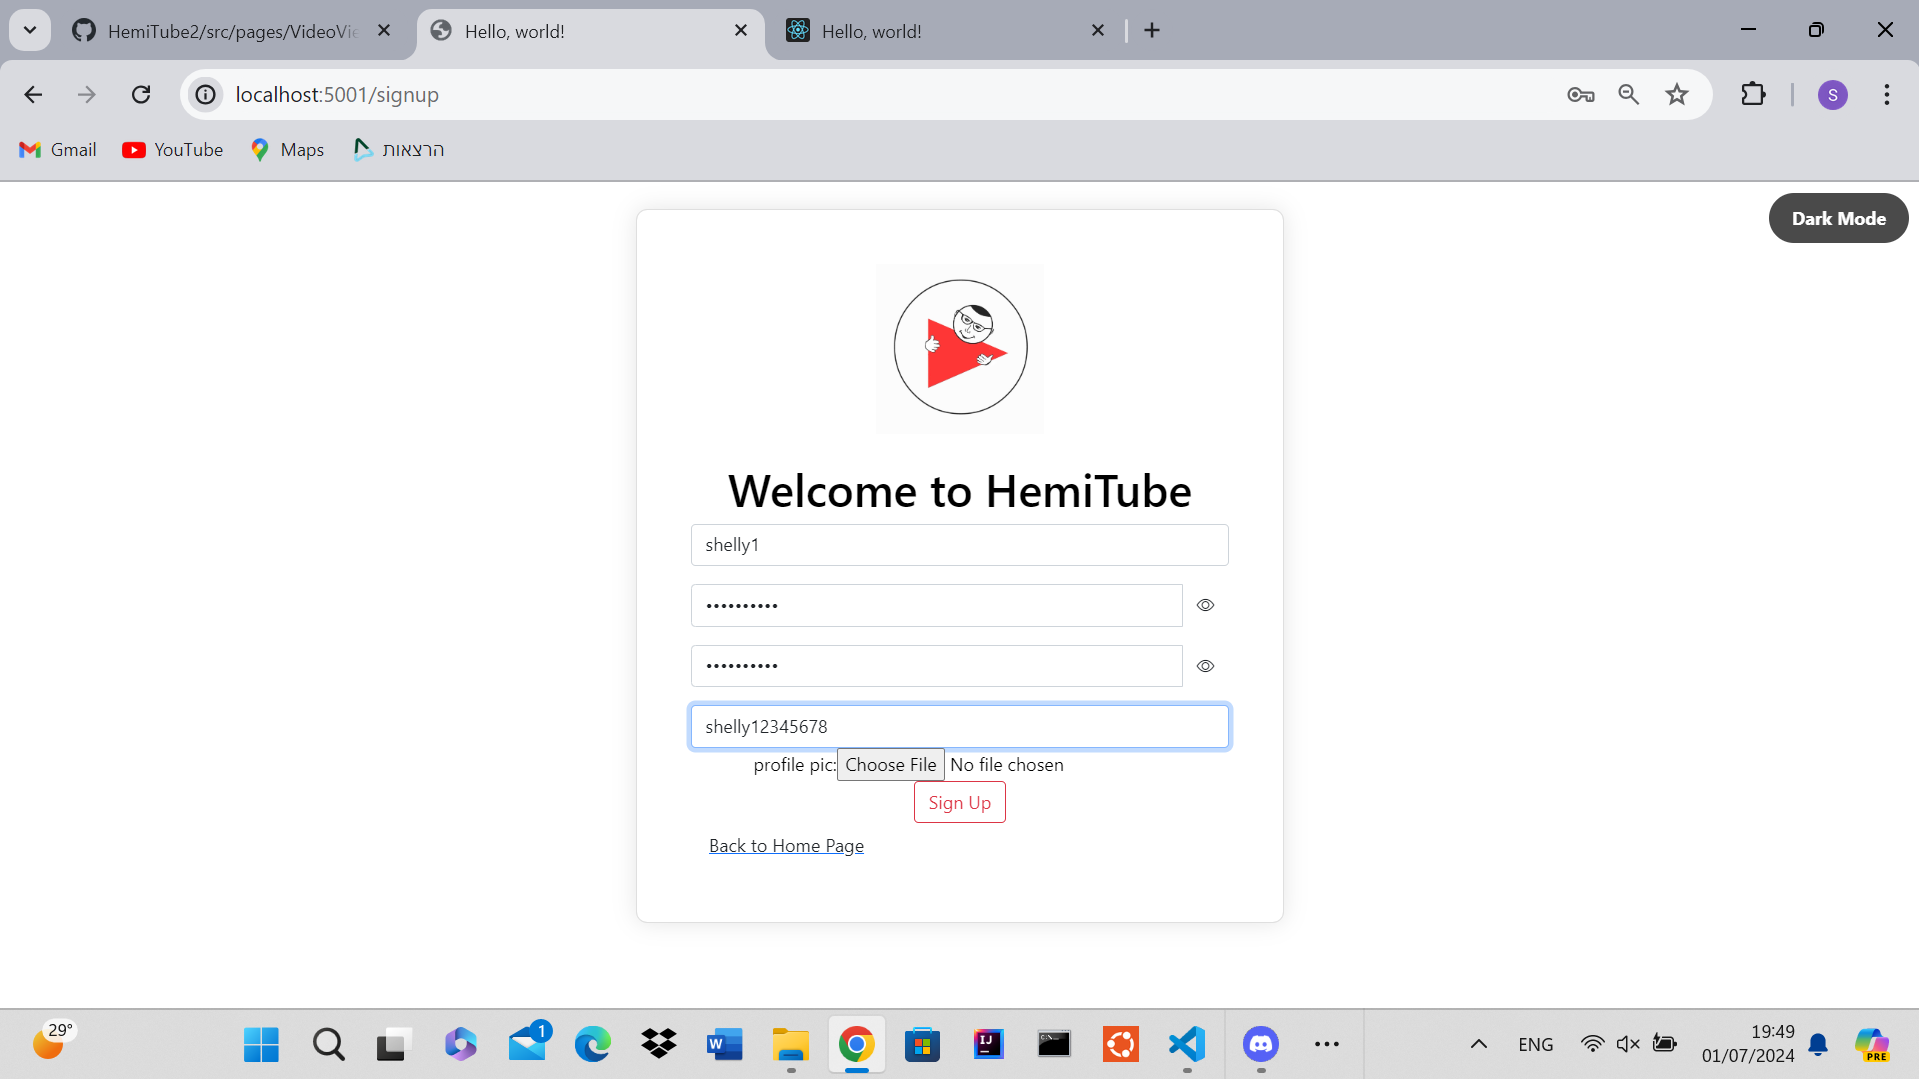 HemiTube2/src/pages/VideoVie
Hello, world!
Hello, world!
localhost:5001/signup
S
Gmail
YouTube
Maps
הרצאות
Dark Mode
Welcome to HemiTube
shelly1
••••••••••
••••••••••
shelly12345678
profile pic: Choose File No file chosen
Sign Up
Back to Home Page
29°
1
W
IJ
ENG
19:49
01/07/2024
PRE